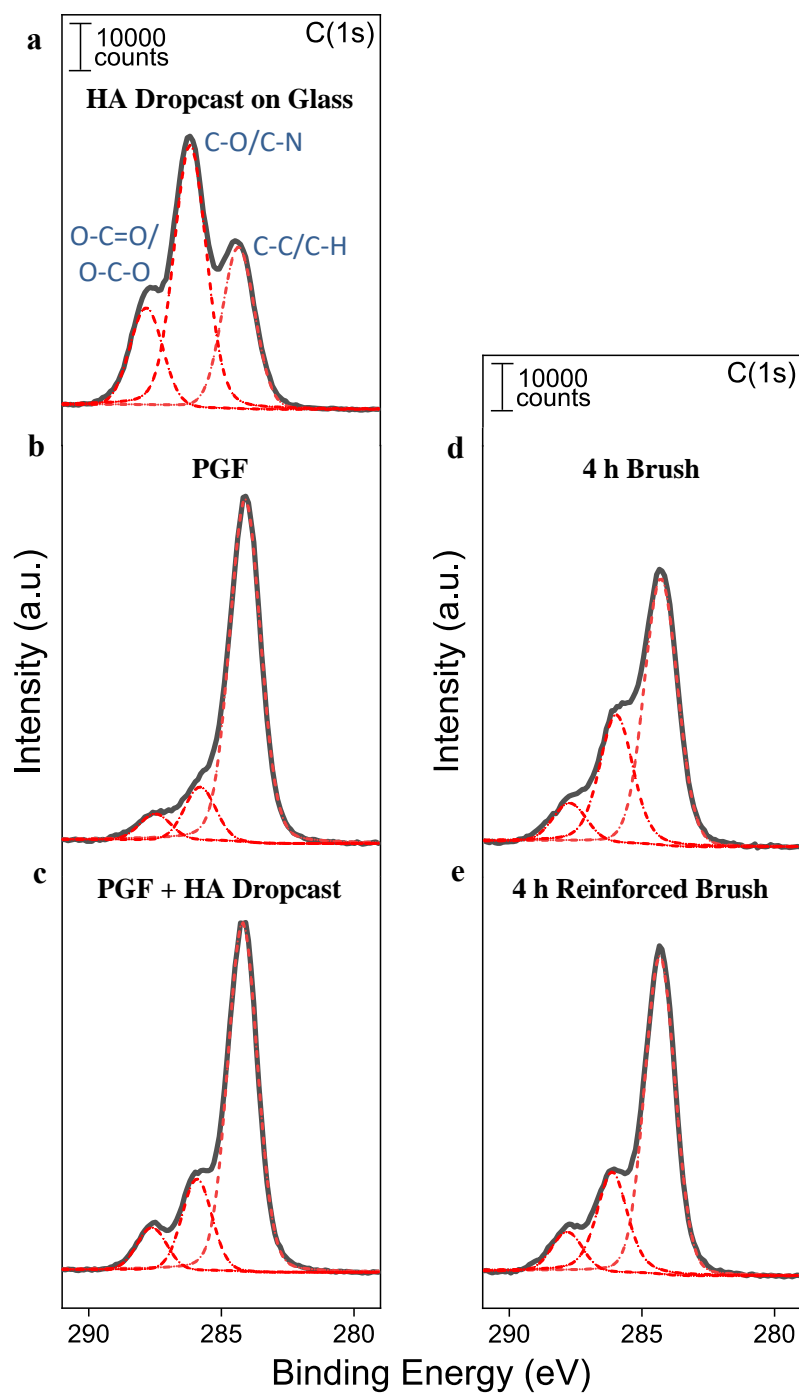 a
10000
counts
C(1s)
HA Dropcast on Glass
C-O/C-N
O-C=O/
O-C-O
C-C/C-H
b
PGF
c
PGF + HA Dropcast
10000
counts
C(1s)
d
4 h Brush
e
4 h Reinforced Brush
Intensity (a.u.)
Intensity (a.u.)
290
285
280
290
285
280
Binding Energy (eV)